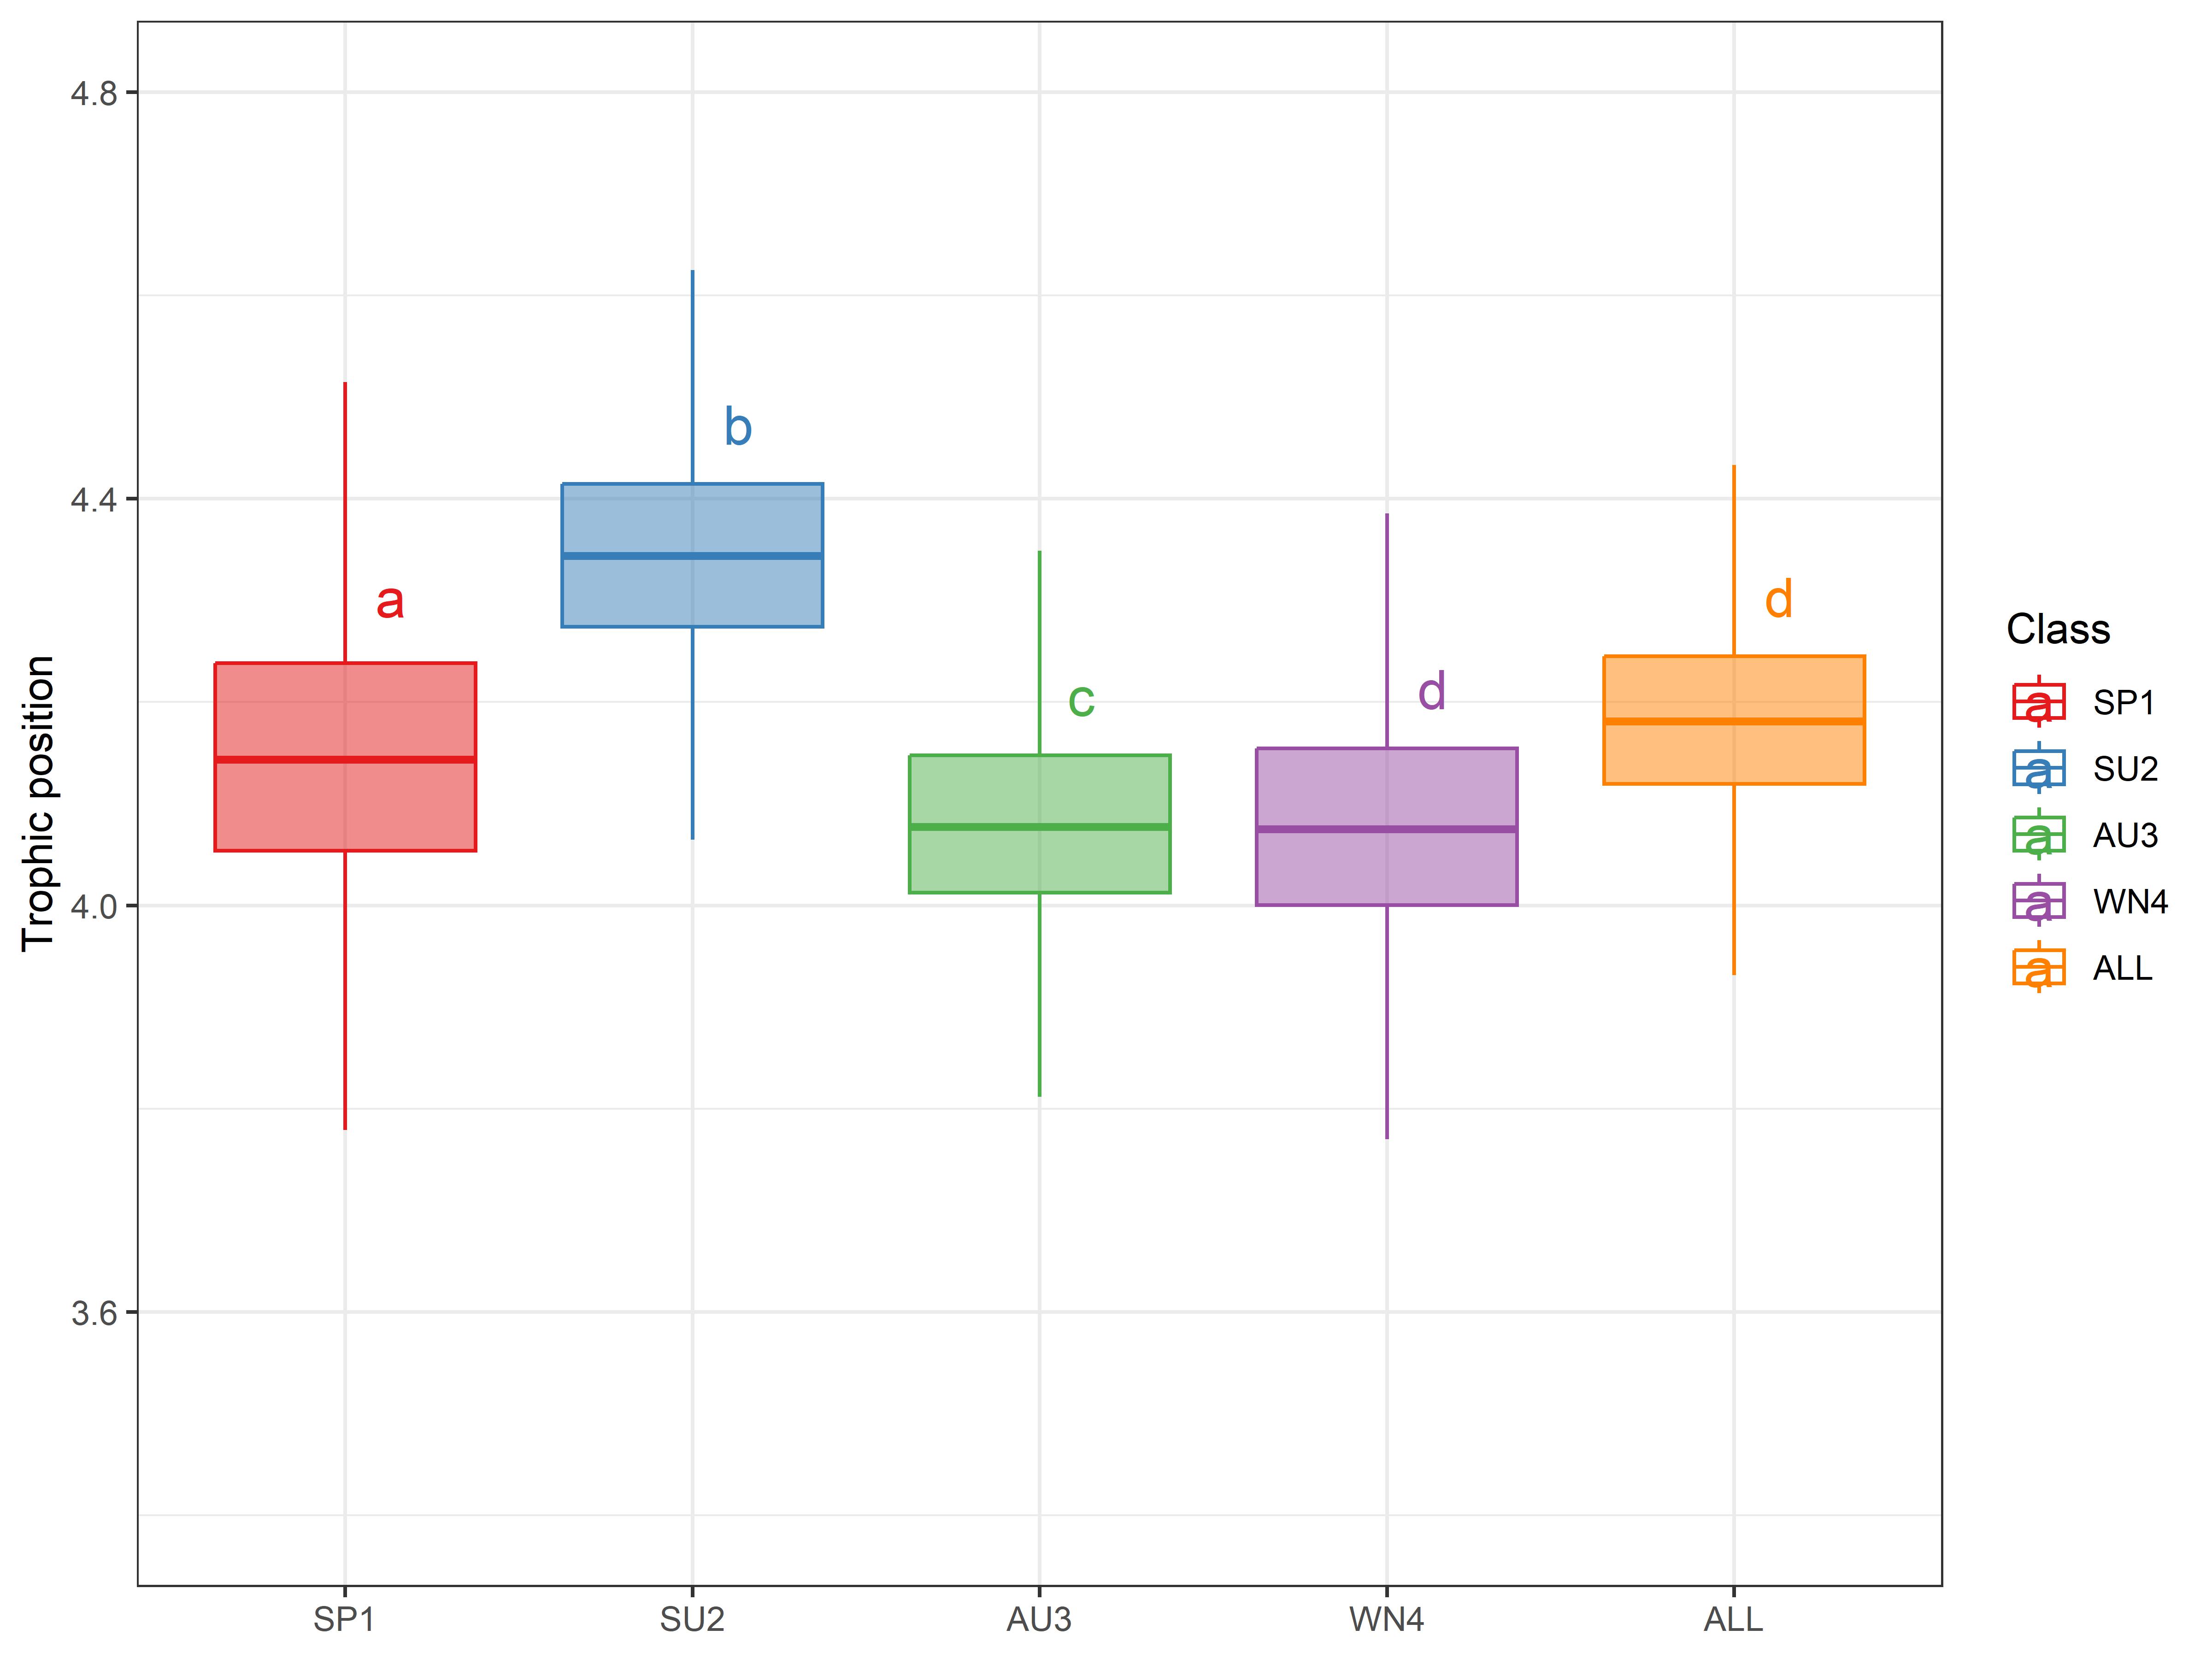 Trophic position
4.8
4.4
4.0
3.6
a
b
c
d
d
SP1
SU2
AU3
WN4
ALL
Class
a SP1
a SU2
a AU3
a WN4
a ALL